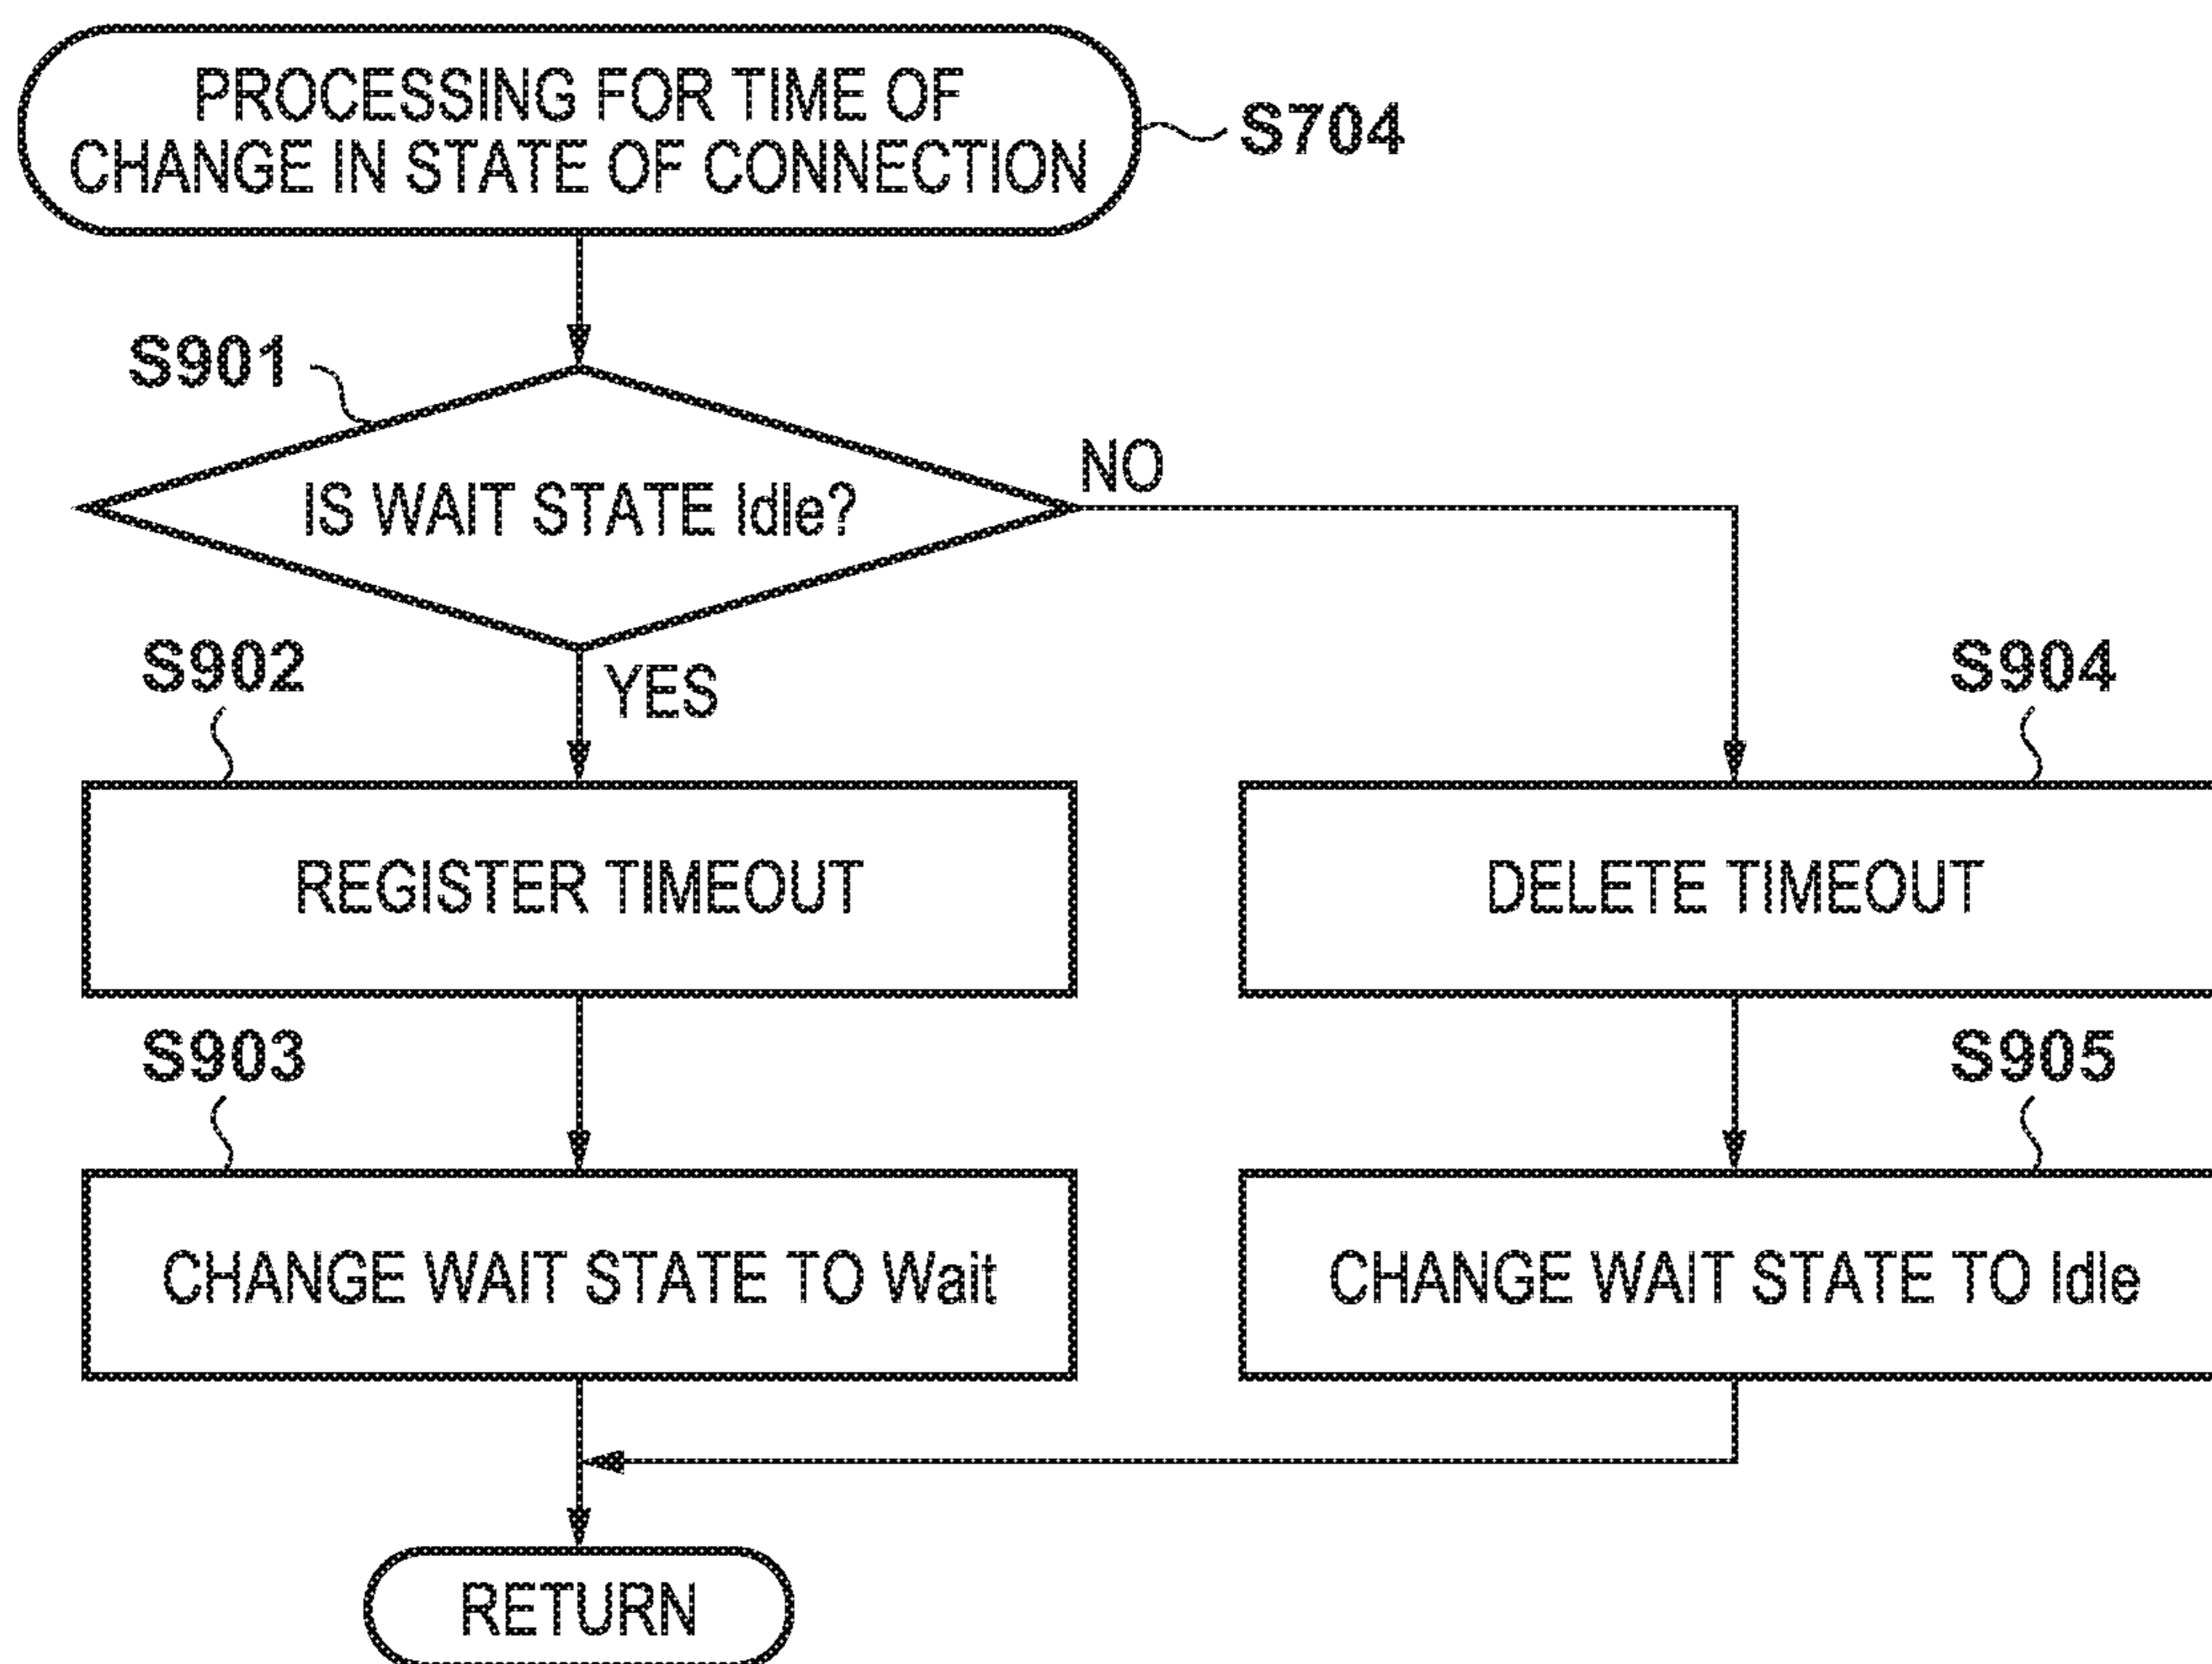 PROCESSING FOR TIME OF
CHANGE IN STATE OF CONNECTION
S704
S901
IS WAIT STATE Idle?
NO
YES
S902
REGISTER TIMEOUT
S904
DELETE TIMEOUT
S903
CHANGE WAIT STATE TO Wait
S905
CHANGE WAIT STATE TO Idle
RETURN